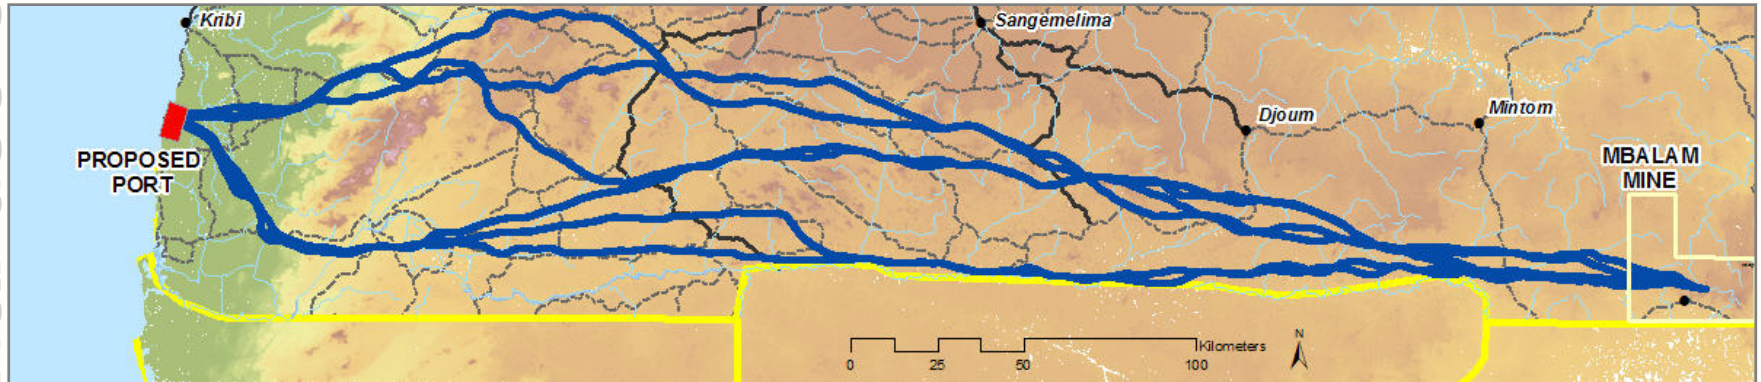 Kribi
Sangemelima
Djoum
Mintom
PROPOSED
PORT
MBALAM
MINE
N
Kilometers
0 25 50 100